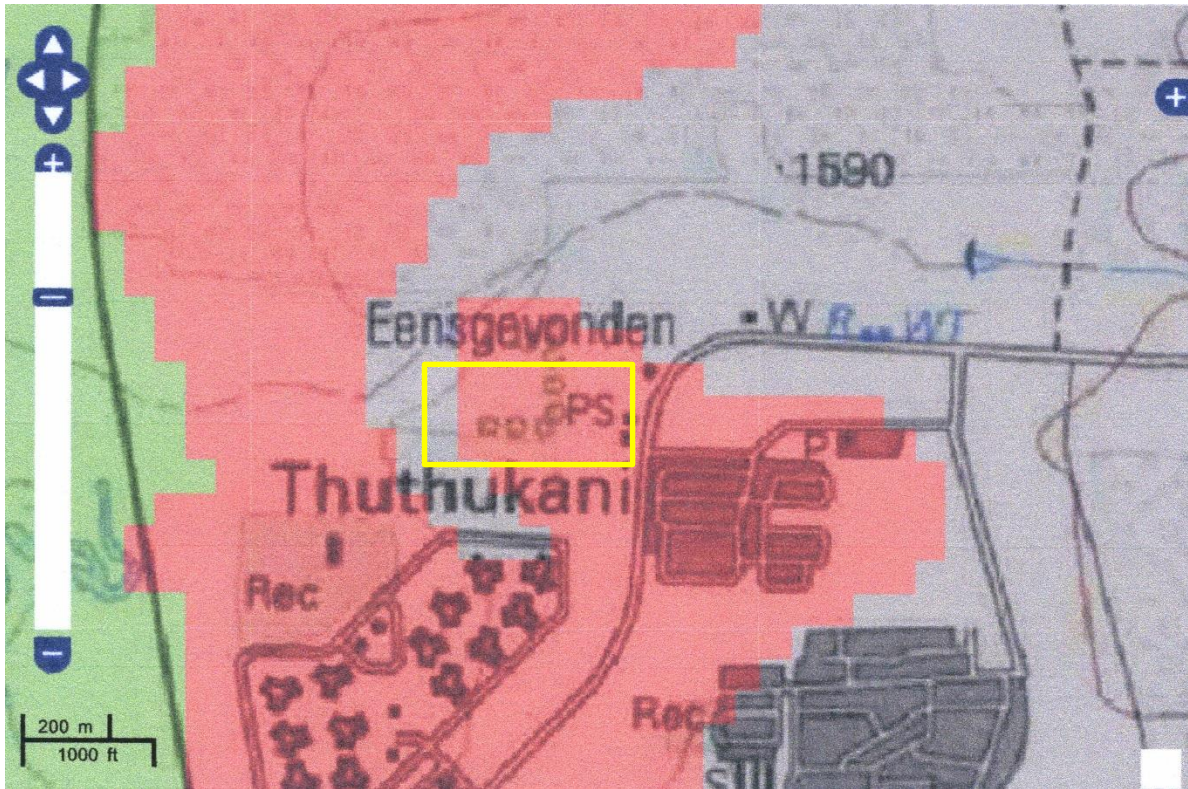 1590
Eensgevonden
W
R
WT
PS
P
Thuthukani
Rec
Rec
200 m
1000 ft